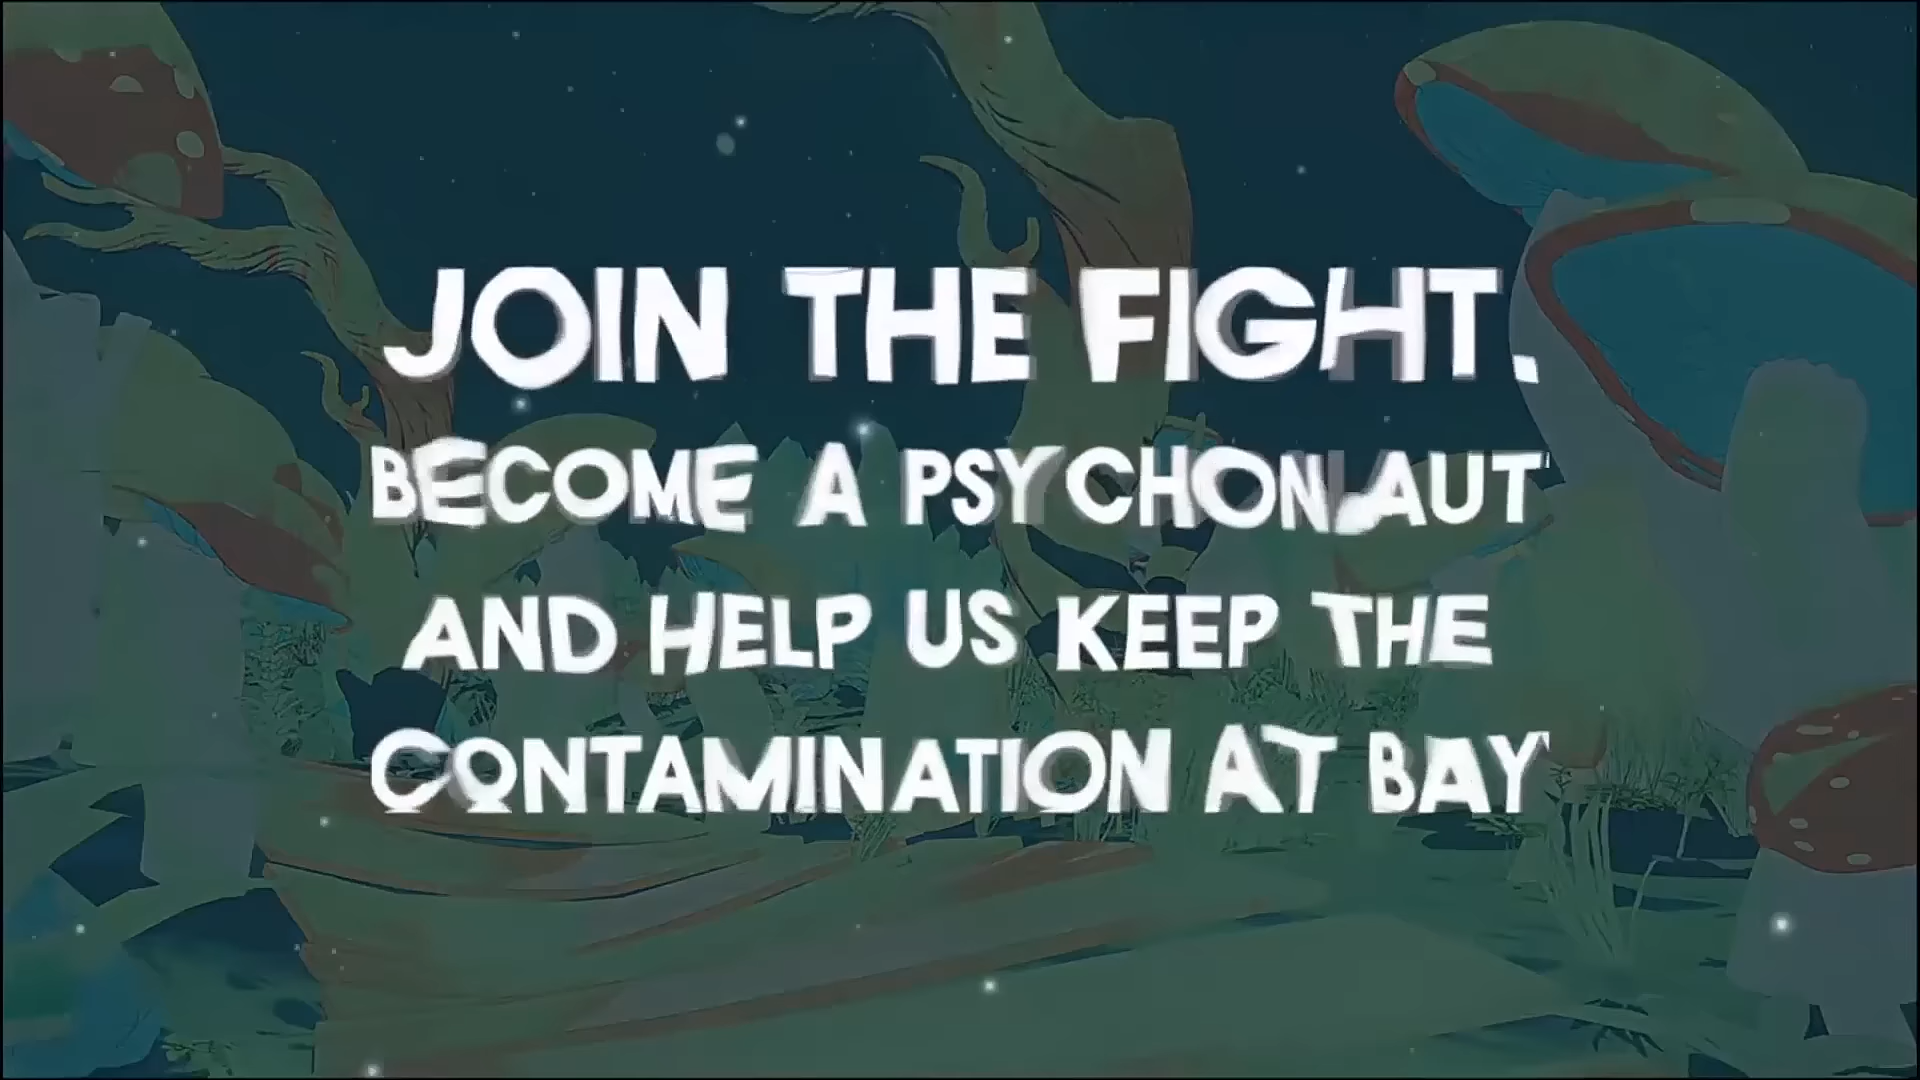 JOIN THE FIGHT.
BECOME A PSYCHONAUT
AND HELP US KEEP THE
CONTAMINATION AT BAY